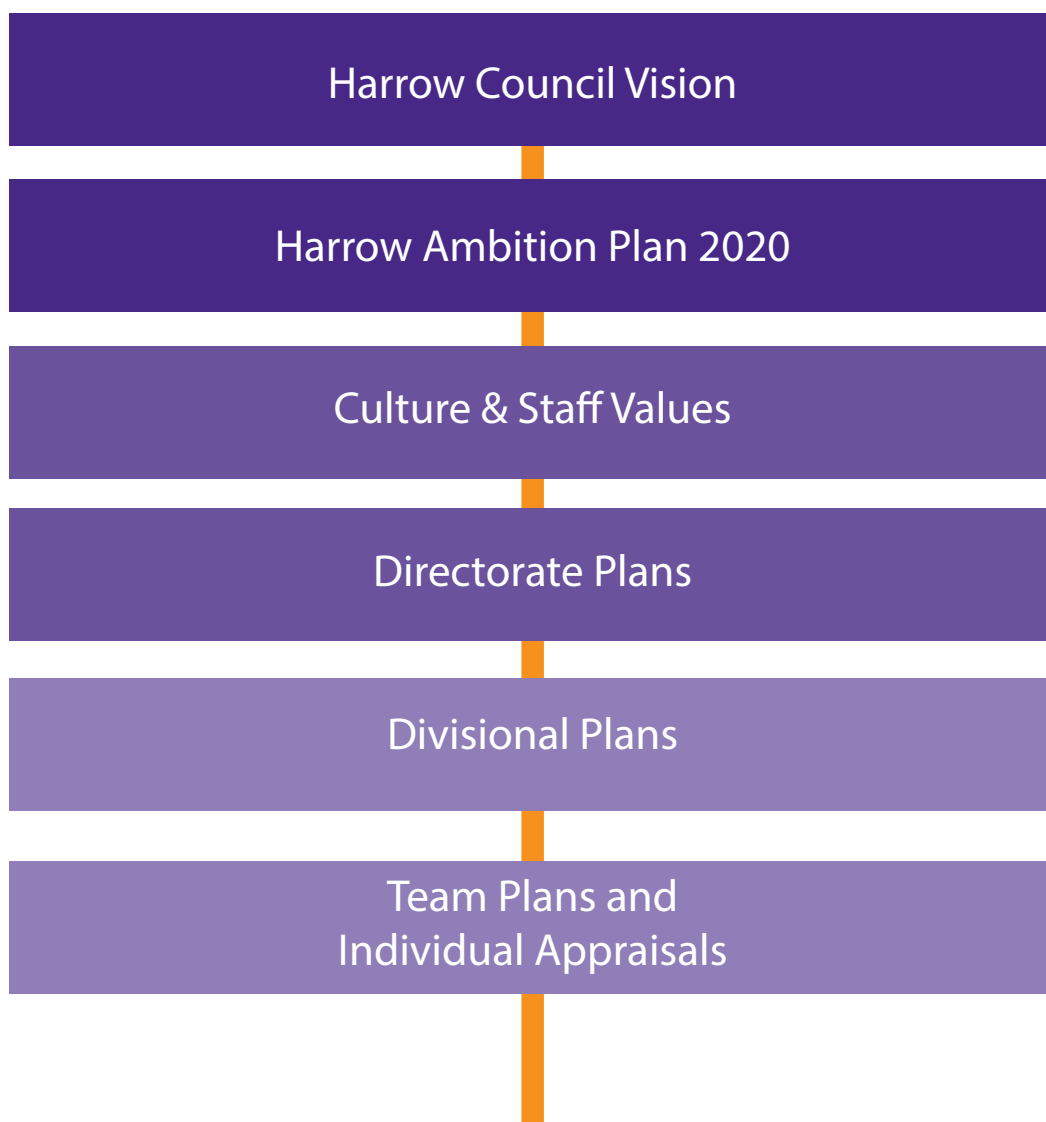 Harrow Council Vision
Harrow Ambition Plan 2020
Culture & Staff Values
Directorate Plans
Divisional Plans
Team Plans and
Individual Appraisals